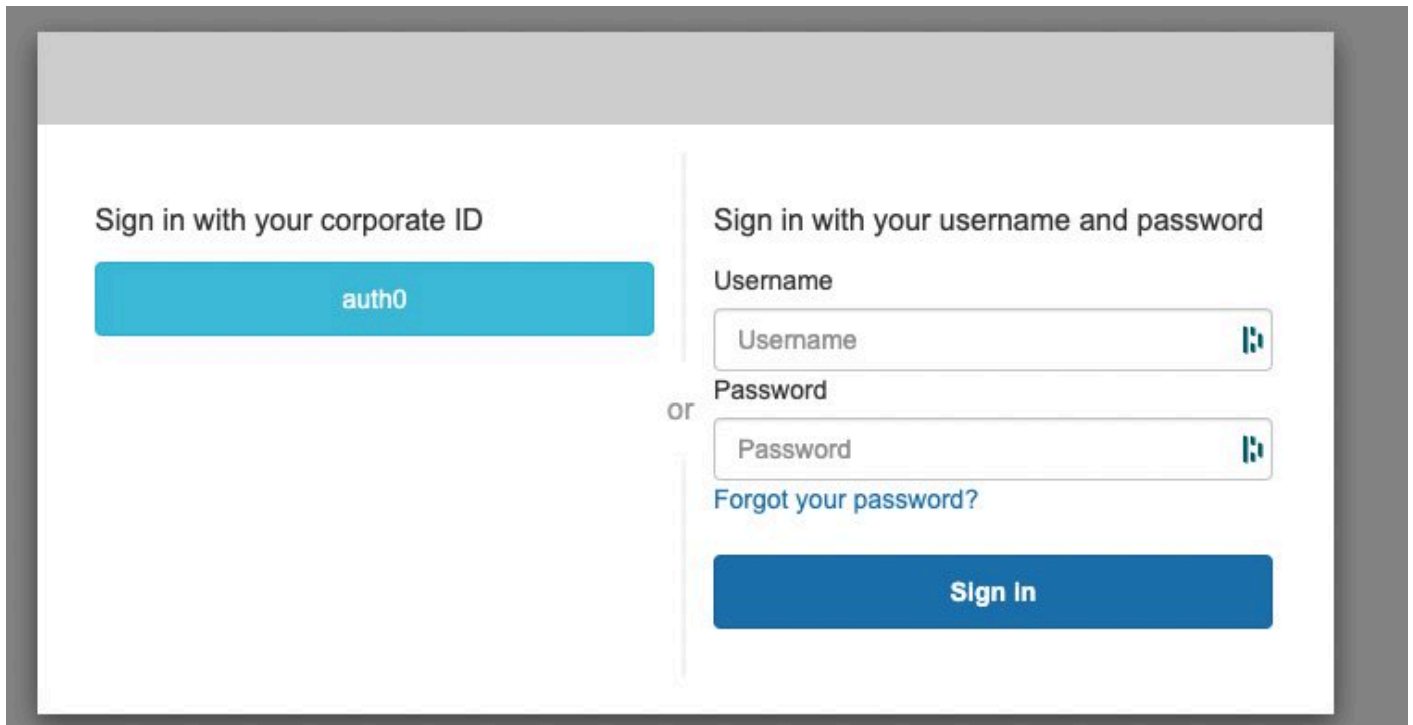 Sign in with your corporate ID
auth0
or
Sign in with your username and password
Username
Username
Password
Password
Forgot your password?
Sign in